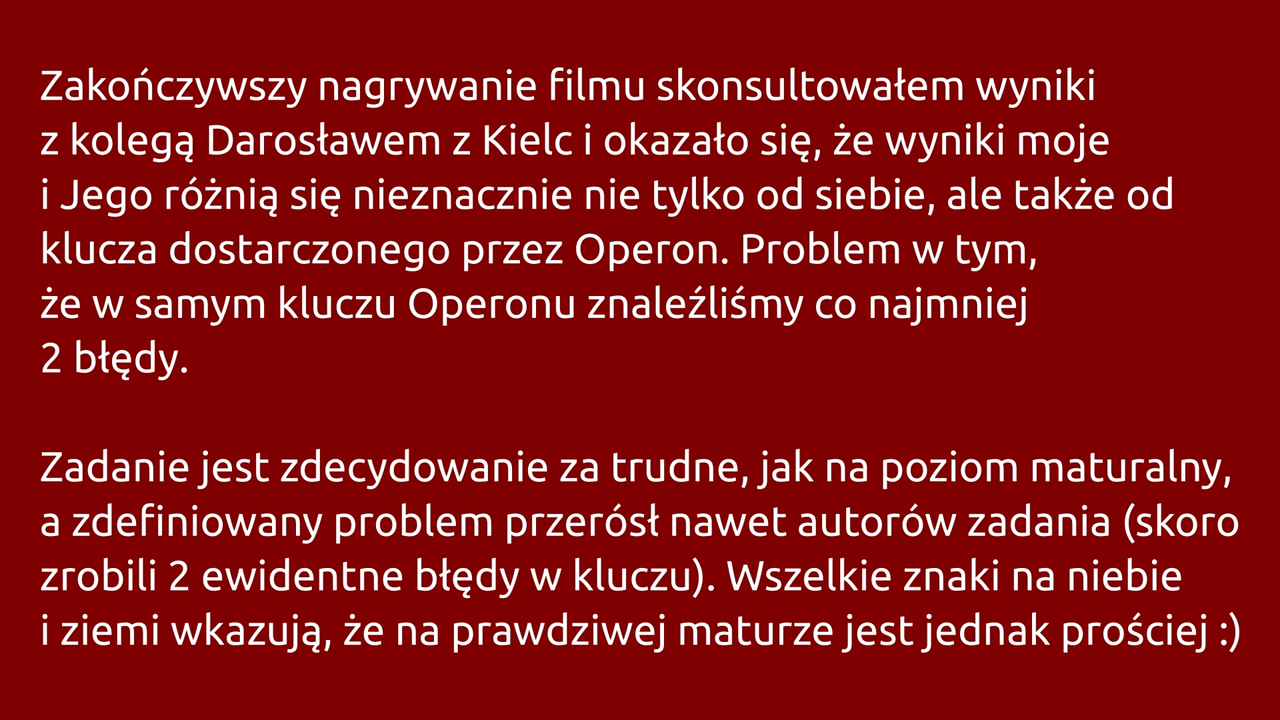 Zakończywszy nagrywanie filmu skonsultowałem wyniki
z kolegą Darosławem z Kielc i okazało się, że wyniki moje
i Jego różnią się nieznacznie nie tylko od siebie, ale także od
klucza dostarczonego przez Operon. Problem w tym,
że w samym kluczu Operonu znaleźliśmy co najmniej
2 błędy.
Zadanie jest zdecydowanie za trudne, jak na poziom maturalny,
a zdefiniowany problem przerósł nawet autorów zadania (skoro
zrobili 2 ewidentne błędy w kluczu). Wszelkie znaki na niebie
i ziemi wkazują, że na prawdziwej maturze jest jednak prościej :)